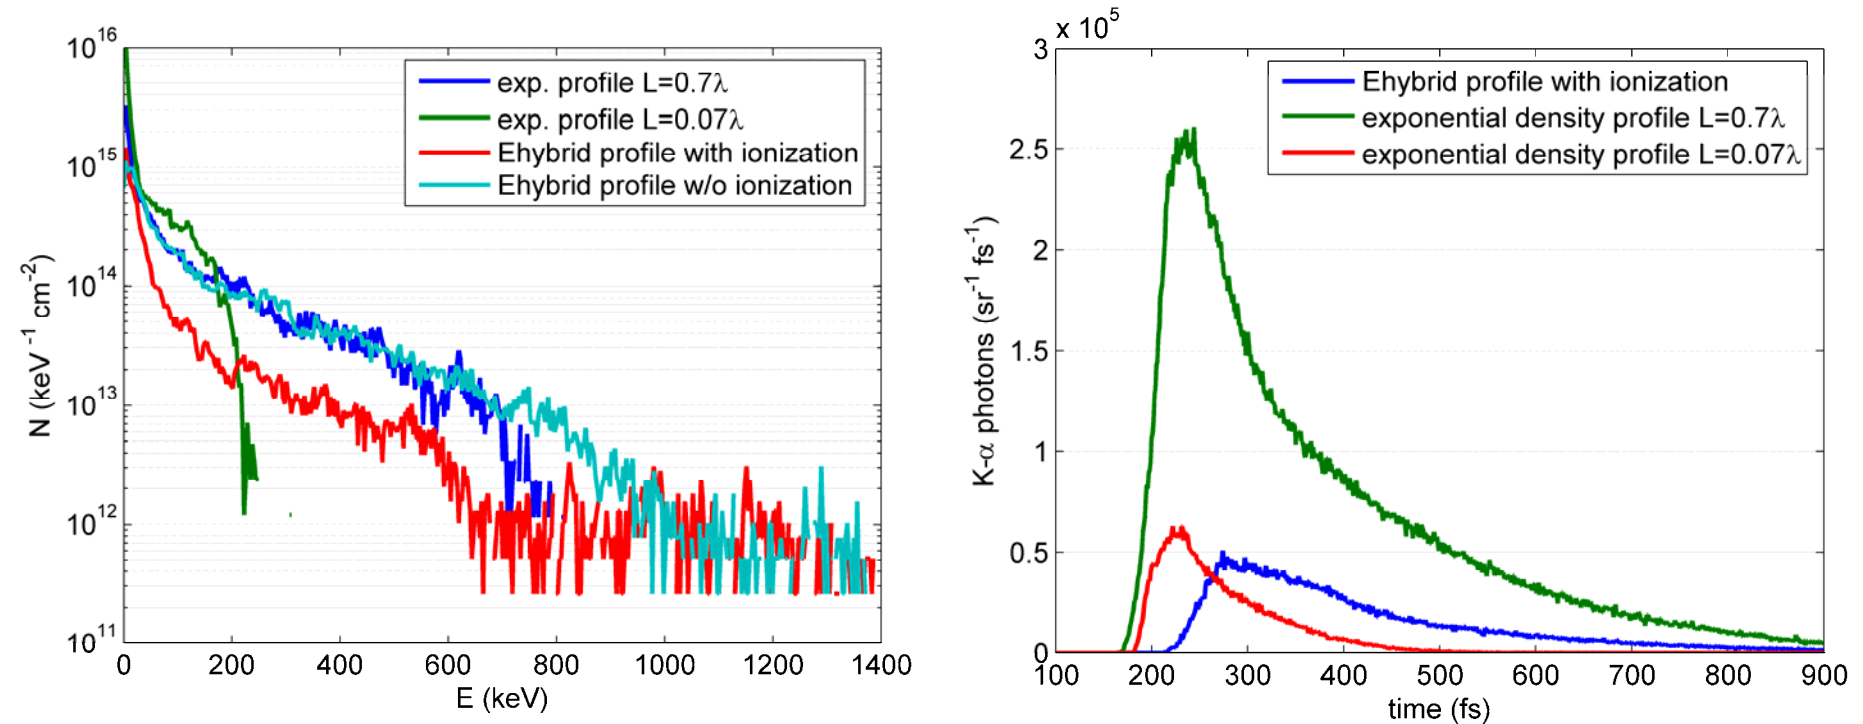 10^16
10^15
10^14
10^13
10^12
10^11
N (keV^-1 cm^-2)
exp. profile L=0.7λ
exp. profile L=0.07λ
Ehybrid profile with ionization
Ehybrid profile w/o ionization
0 200 400 600 800 1000 1200 1400
E (keV)
x 10^5
3
2.5
2
1.5
1
0.5
0
K-α photons (sr^-1 fs^-1)
Ehybrid profile with ionization
exponential density profile L=0.7λ
exponential density profile L=0.07λ
100 200 300 400 500 600 700 800 900
time (fs)